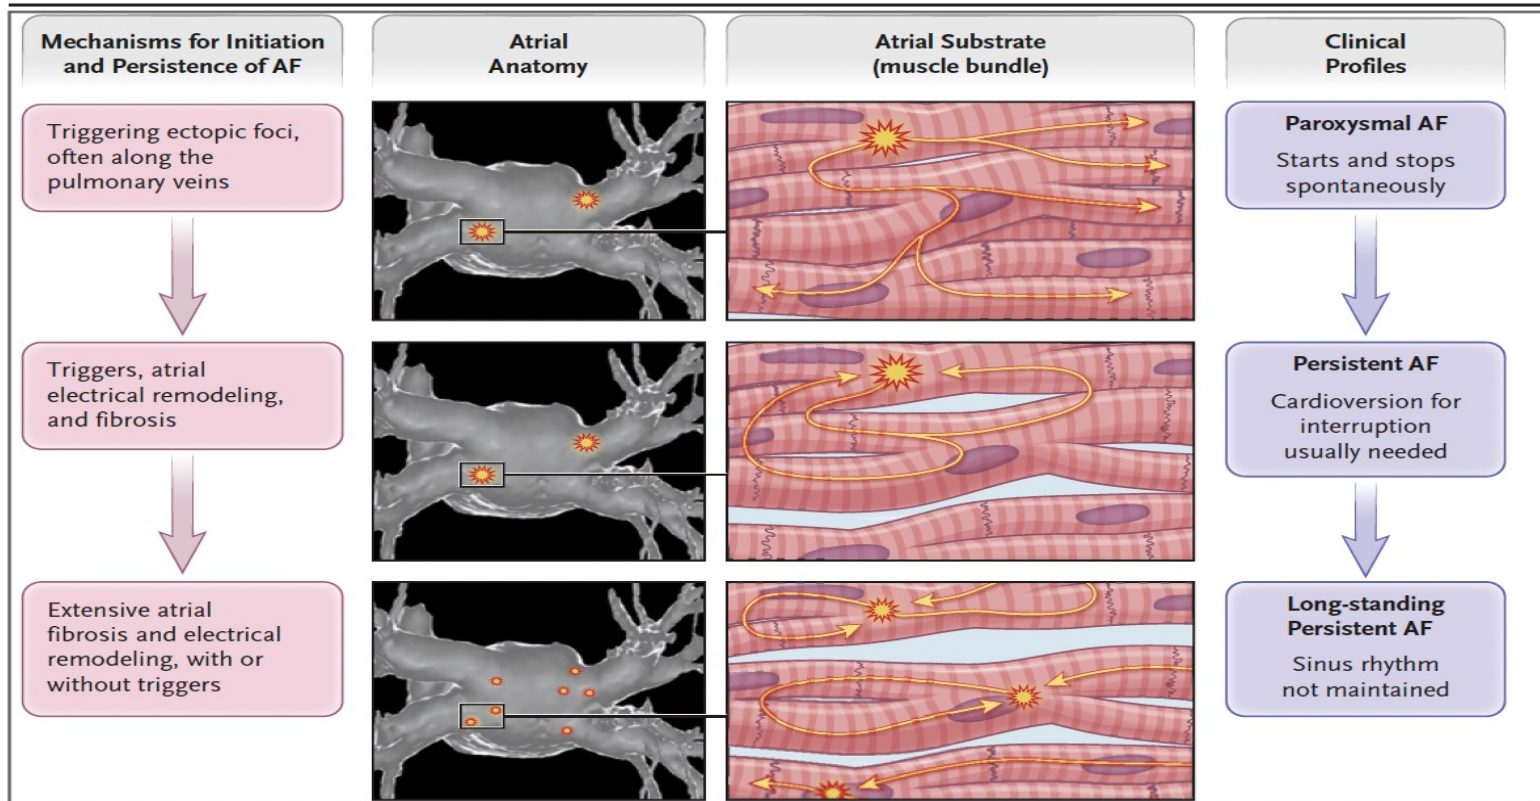 Mechanisms for Initiation
and Persistence of AF
Atrial
Anatomy
Atrial Substrate
(muscle bundle)
Clinical
Profiles
Triggering ectopic foci,
often along the
pulmonary veins
Paroxysmal AF
Starts and stops
spontaneously
Triggers, atrial
electrical remodeling,
and fibrosis
Persistent AF
Cardioversion for
interruption
usually needed
Extensive atrial
fibrosis and electrical
remodeling, with or
without triggers
Long-standing
Persistent AF
Sinus rhythm
not maintained